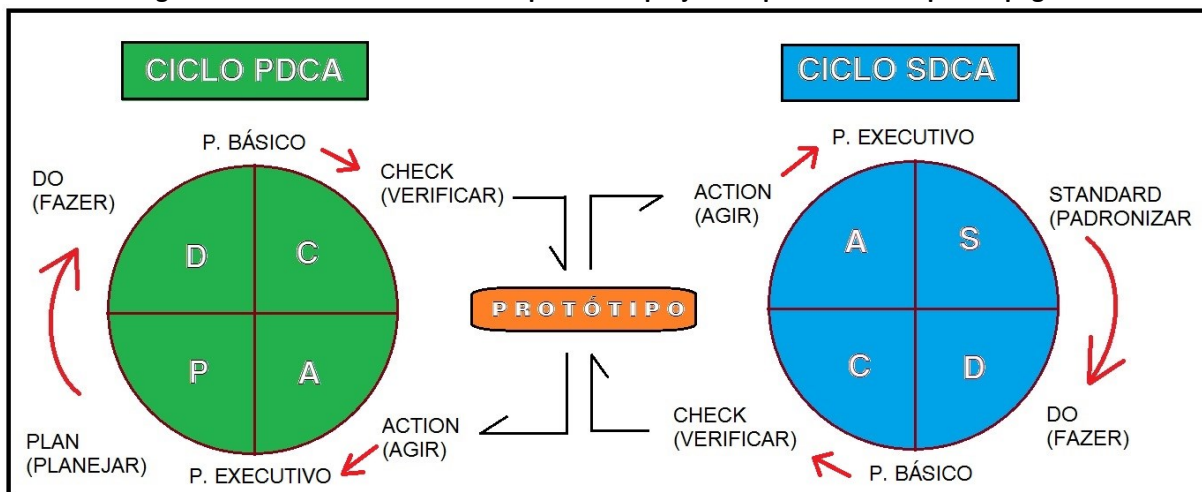 CICLO PDCA
P. BÁSICO
DO
(FAZER)
CHECK
(VERIFICAR)
D
C
P
A
PLAN
(PLANEJAR)
P. EXECUTIVO
ACTION
(AGIR)
PROTÓTIPO
CICLO SDCA
P. EXECUTIVO
ACTION
(AGIR)
STANDARD
(PADRONIZAR
A
S
C
D
CHECK
(VERIFICAR)
P. BÁSICO
DO
(FAZER)